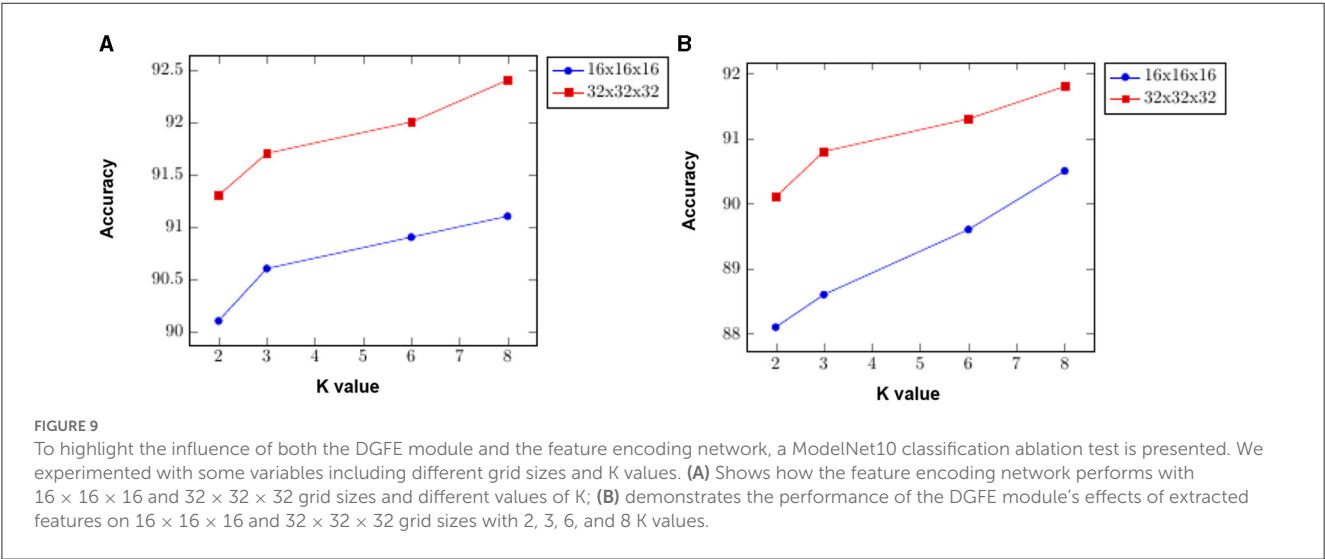 A
92.5
92
91.5
91
90.5
90
2 3 4 5 6 7 8
Accuracy
K value
16x16x16
32x32x32
B
92
91
90
89
88
2 3 4 5 6 7 8
Accuracy
K value
16x16x16
32x32x32
FIGURE 9
To highlight the influence of both the DGFE module and the feature encoding network, a ModelNet10 classification ablation test is presented. We
experimented with some variables including different grid sizes and K values. (A) Shows how the feature encoding network performs with
16 × 16 × 16 and 32 × 32 × 32 grid sizes and different values of K; (B) demonstrates the performance of the DGFE module’s effects of extracted
features on 16 × 16 × 16 and 32 × 32 × 32 grid sizes with 2, 3, 6, and 8 K values.